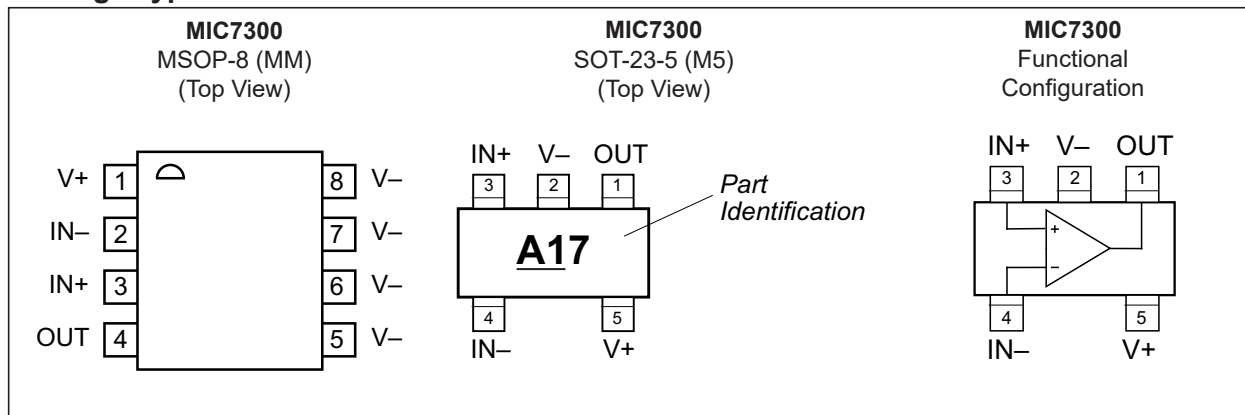 MIC7300
MSOP-8 (MM)
(Top View)
V+ 1 8 V–
IN– 2 7 V–
IN+ 3 6 V–
OUT 4 5 V–
MIC7300
SOT-23-5 (M5)
(Top View)
IN+ V– OUT
3 2 1
Part
Identification
A17
4 5
IN– V+
MIC7300
Functional
Configuration
IN+ V– OUT
3 2 1
+
–
4 5
IN– V+